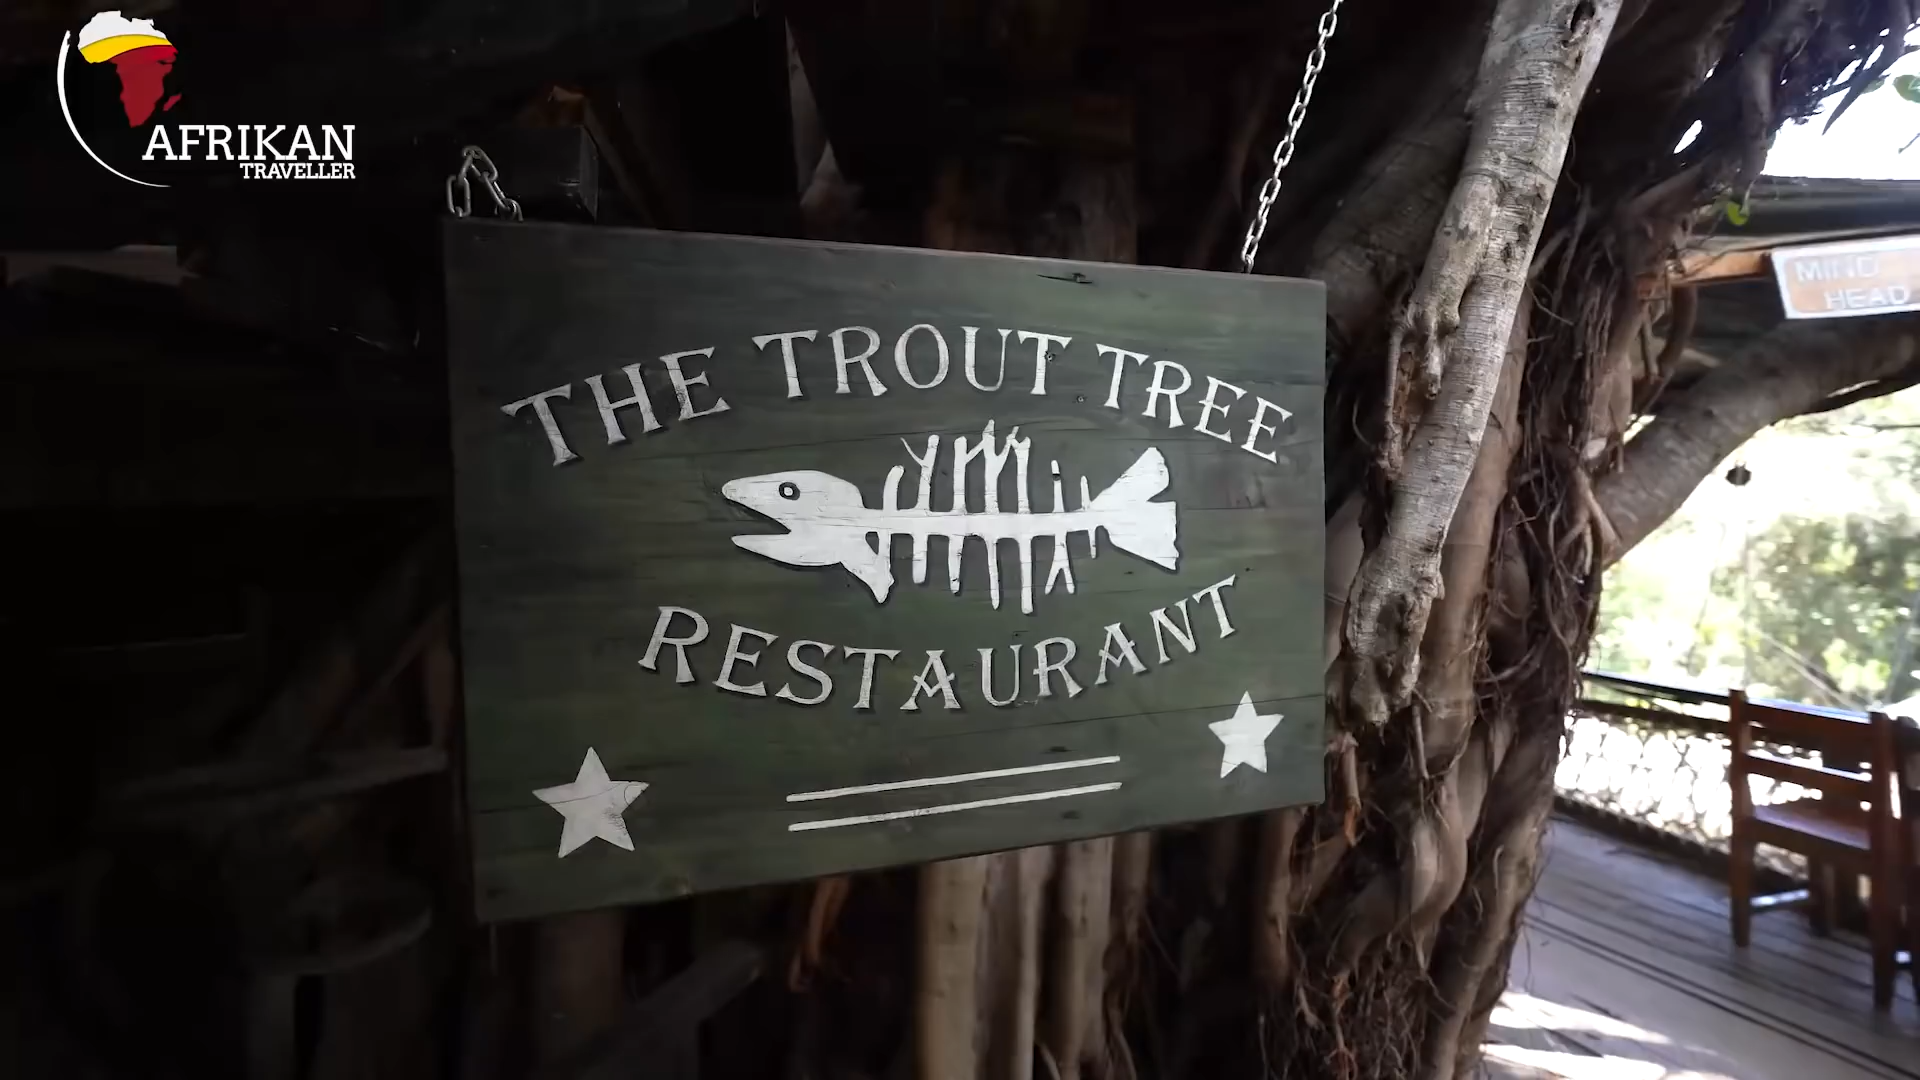 AFRIKAN
TRAVELLER
THE TROUT TREE
RESTAURANT
MIND
HEAD